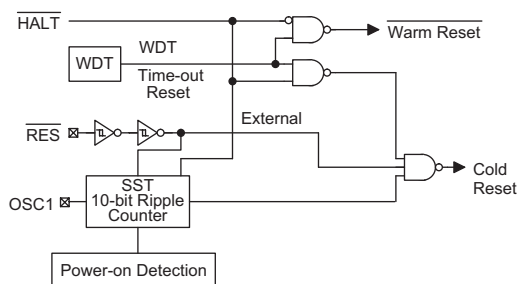 HALT
WDT
WDT
Time-out
Reset
Warm Reset
RES
External
Cold
Reset
OSC1
SST
10-bit Ripple
Counter
Power-on Detection